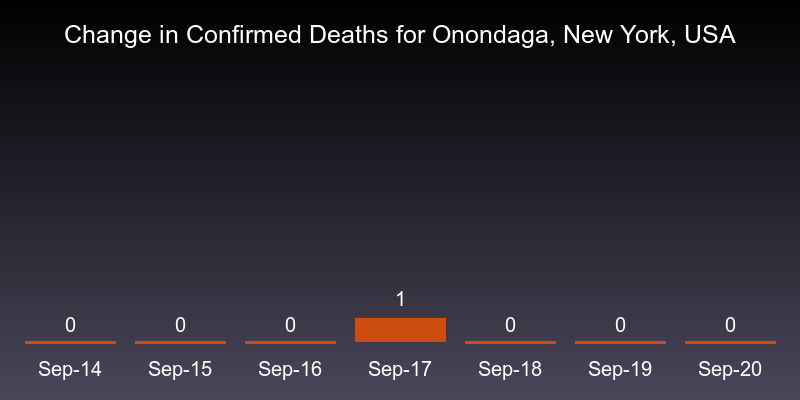 Change in Confirmed Deaths for Onondaga, New York, USA
1
0 0 0 0 0 0
Sep-14 Sep-15 Sep-16 Sep-17 Sep-18 Sep-19 Sep-20